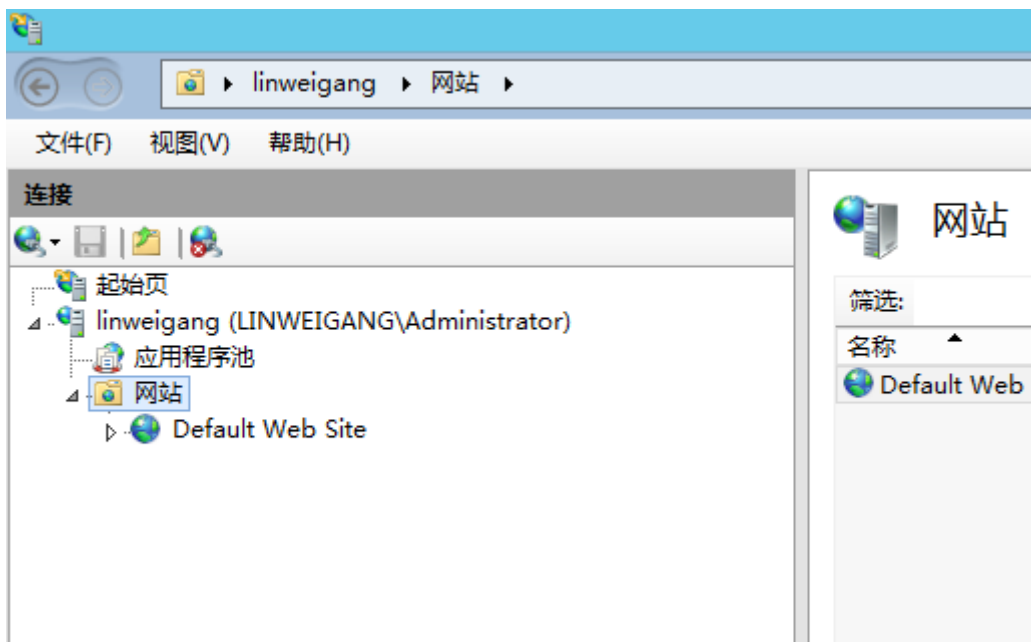 linweigang 网站
文件(F) 视图(V) 帮助(H)
连接
起始页
linweigang (LINWEIGANG\Administrator)
应用程序池
网站
Default Web Site
网站
筛选:
名称
Default Web